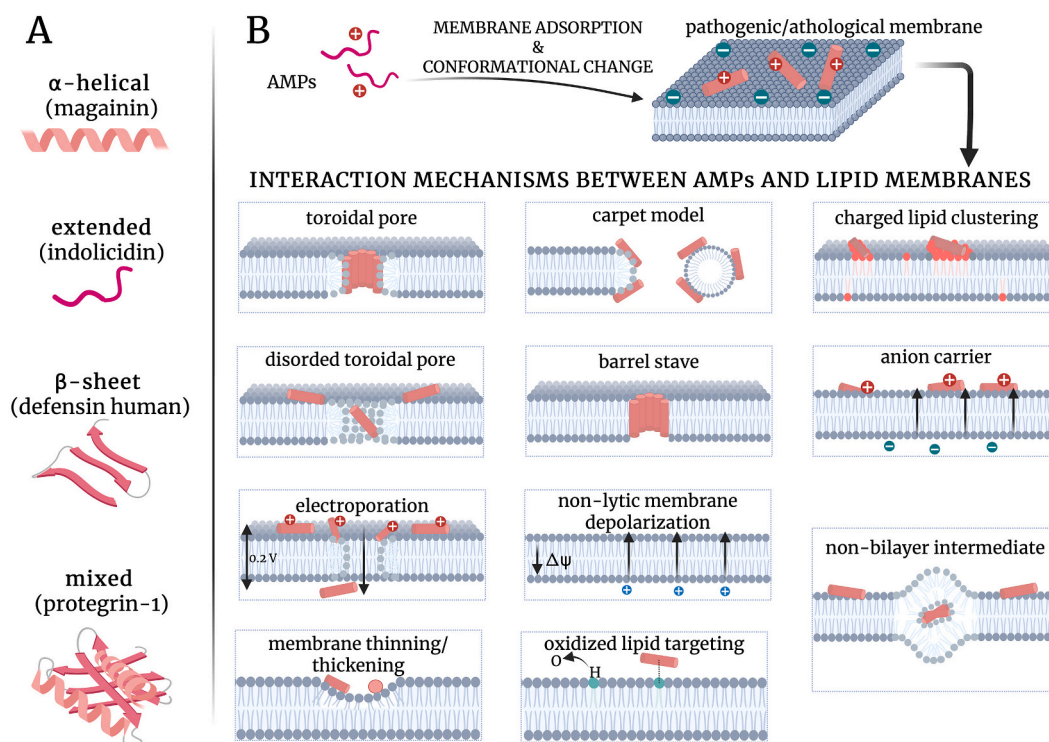 A
α-helical
(magainin)
extended
(indolicidin)
β-sheet
(defensin human)
mixed
(protegrin-1)
B
AMPs
+
+
MEMBRANE ADSORPTION
&
CONFORMATIONAL CHANGE
pathogenic/athological membrane
− + + + − − −
INTERACTION MECHANISMS BETWEEN AMPs AND LIPID MEMBRANES
toroidal pore
carpet model
charged lipid clustering
disorded toroidal pore
barrel stave
anion carrier
+ + +
− − −
electroporation
+ + + +
0.2 V
non-lytic membrane
depolarization
Δψ
+ + +
non-bilayer intermediate
membrane thinning/
thickening
oxidized lipid targeting
O
H